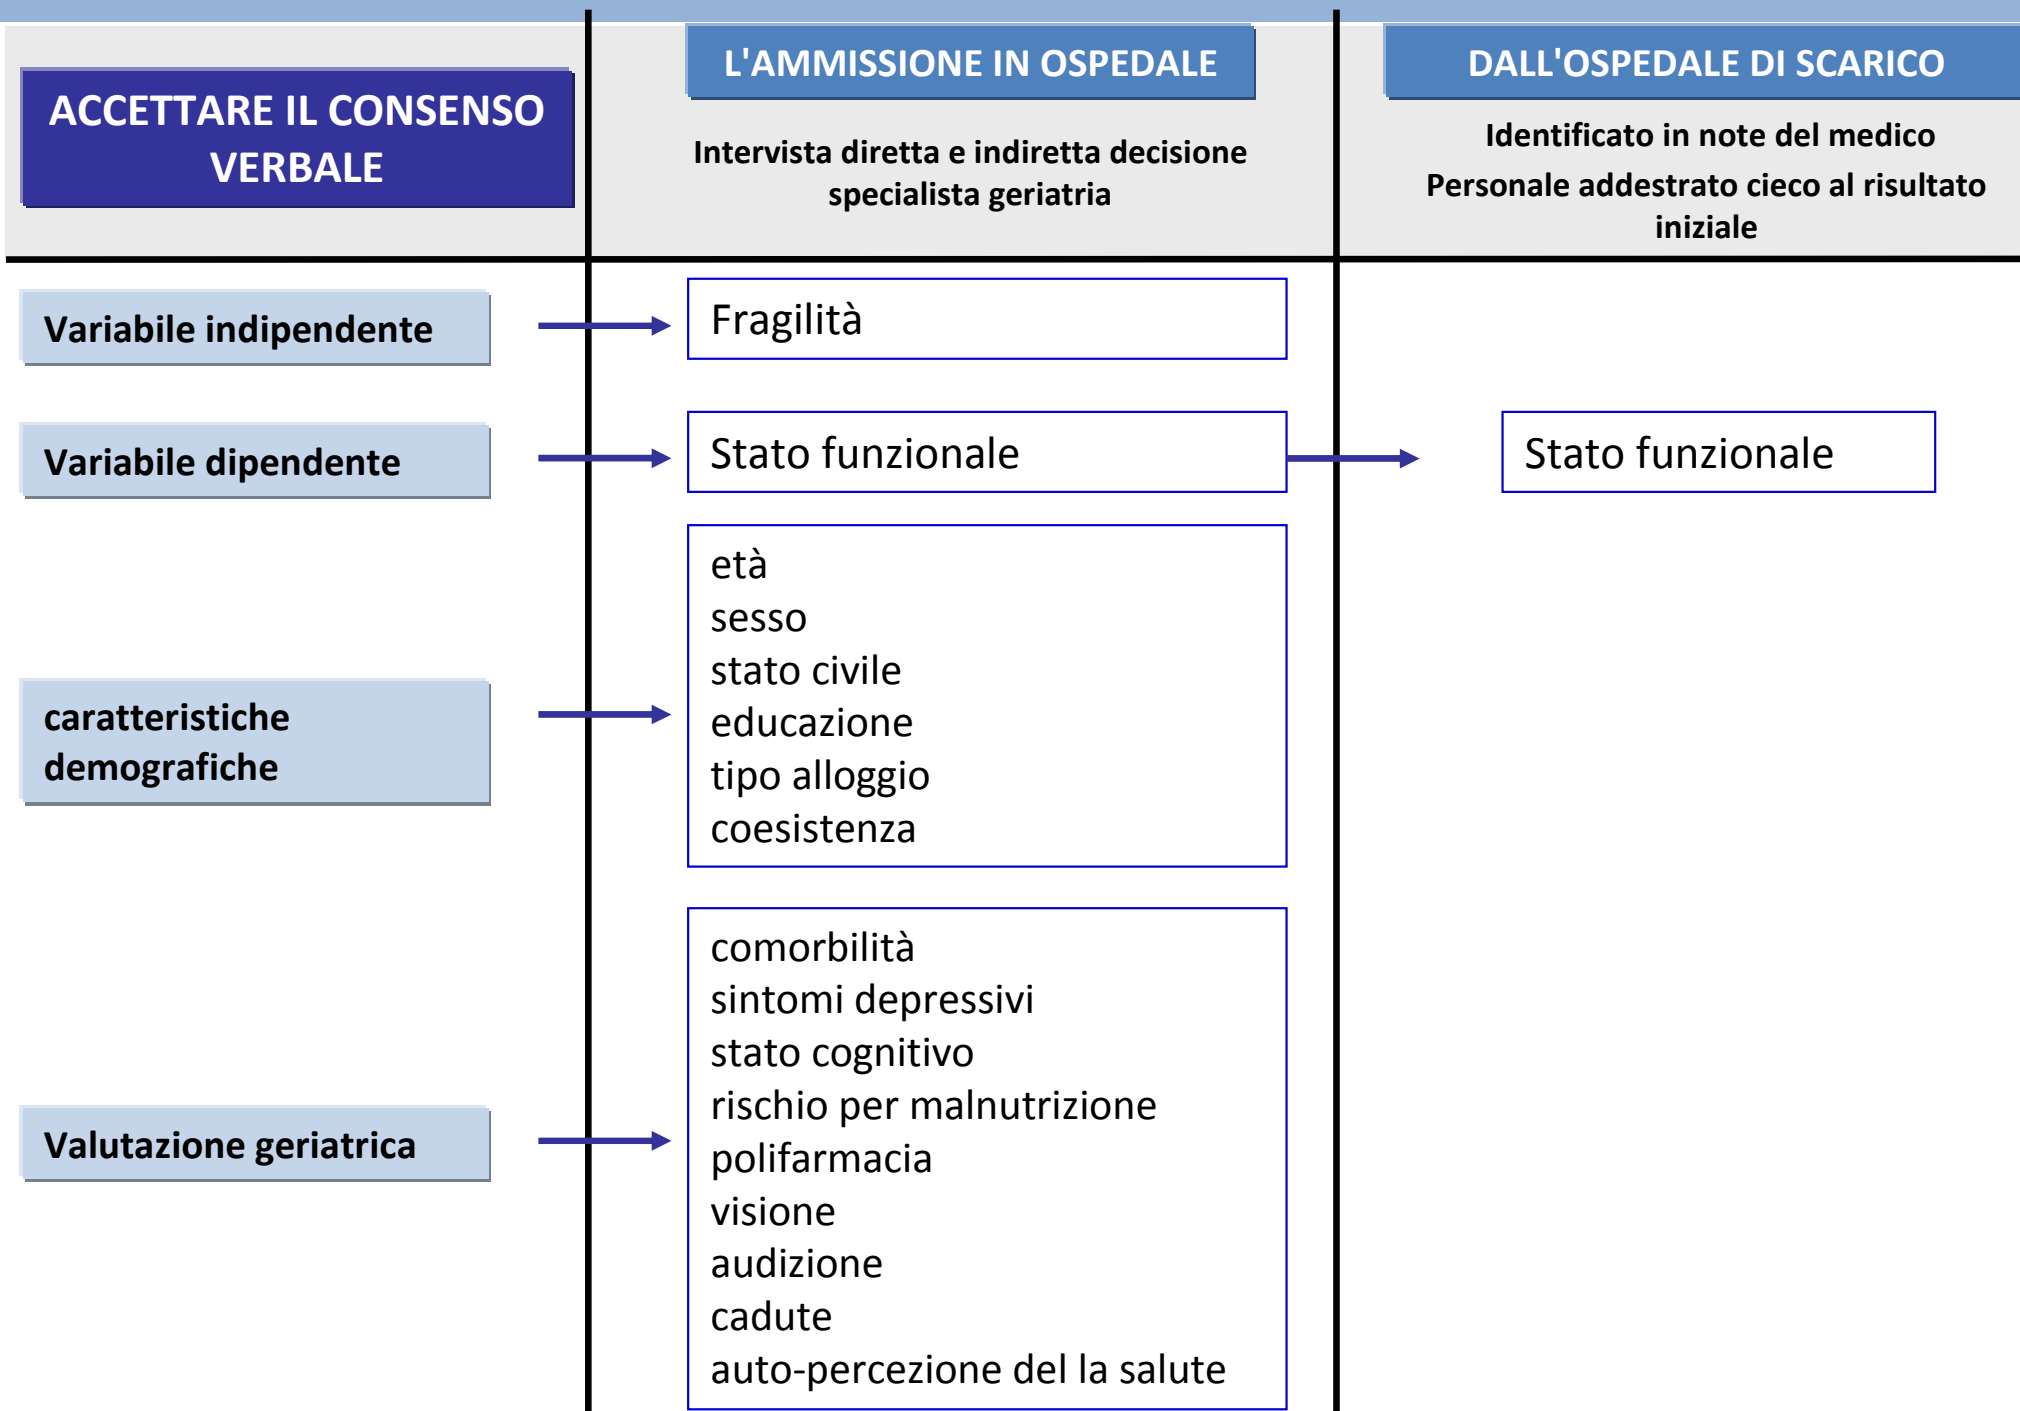 ACCETTARE IL CONSENSO
VERBALE
L'AMMISSIONE IN OSPEDALE
Intervista diretta e indiretta decisione
specialista geriatria
DALL'OSPEDALE DI SCARICO
Identificato in note del medico
Personale addestrato cieco al risultato
iniziale
Variabile indipendente
Fragilità
Variabile dipendente
Stato funzionale
Stato funzionale
caratteristiche
demografiche
età
sesso
stato civile
educazione
tipo alloggio
coesistenza
Valutazione geriatrica
comorbilità
sintomi depressivi
stato cognitivo
rischio per malnutrizione
polifarmacia
visione
audizione
cadute
auto-percezione del la salute